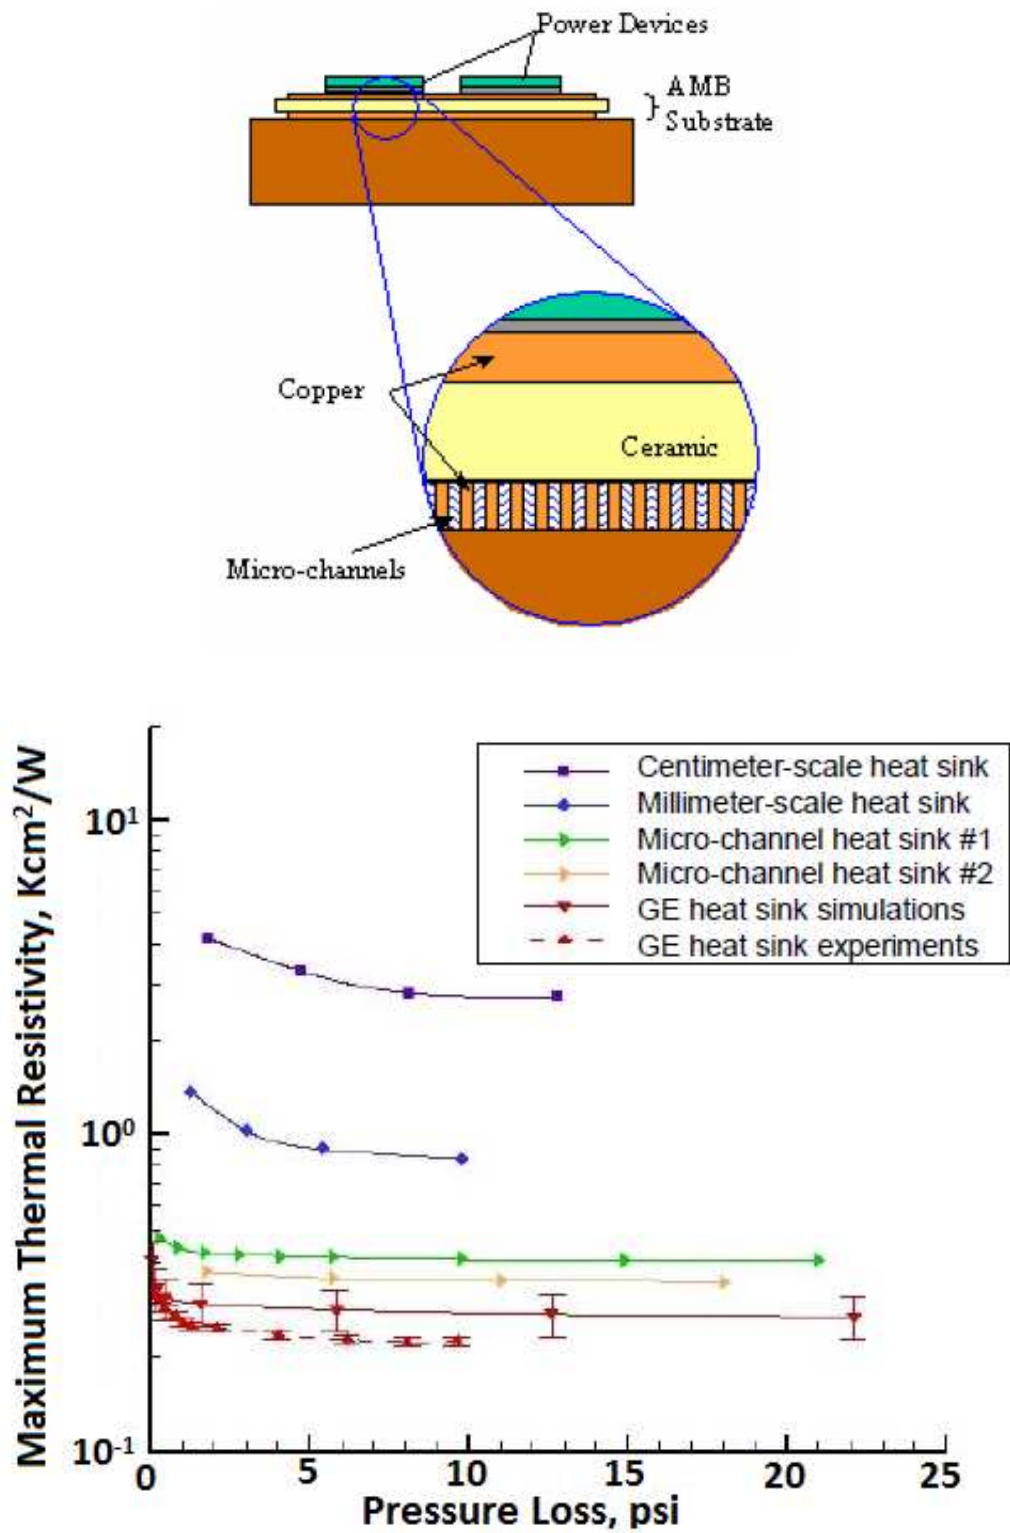 Power Devices
AMB
Substrate
Copper
Ceramic
Micro-channels
Maximum Thermal Resistivity, Kcm²/W
10¹
10⁰
10⁻¹
Centimeter-scale heat sink
Millimeter-scale heat sink
Micro-channel heat sink #1
Micro-channel heat sink #2
GE heat sink simulations
GE heat sink experiments
0 5 10 15 20 25
Pressure Loss, psi